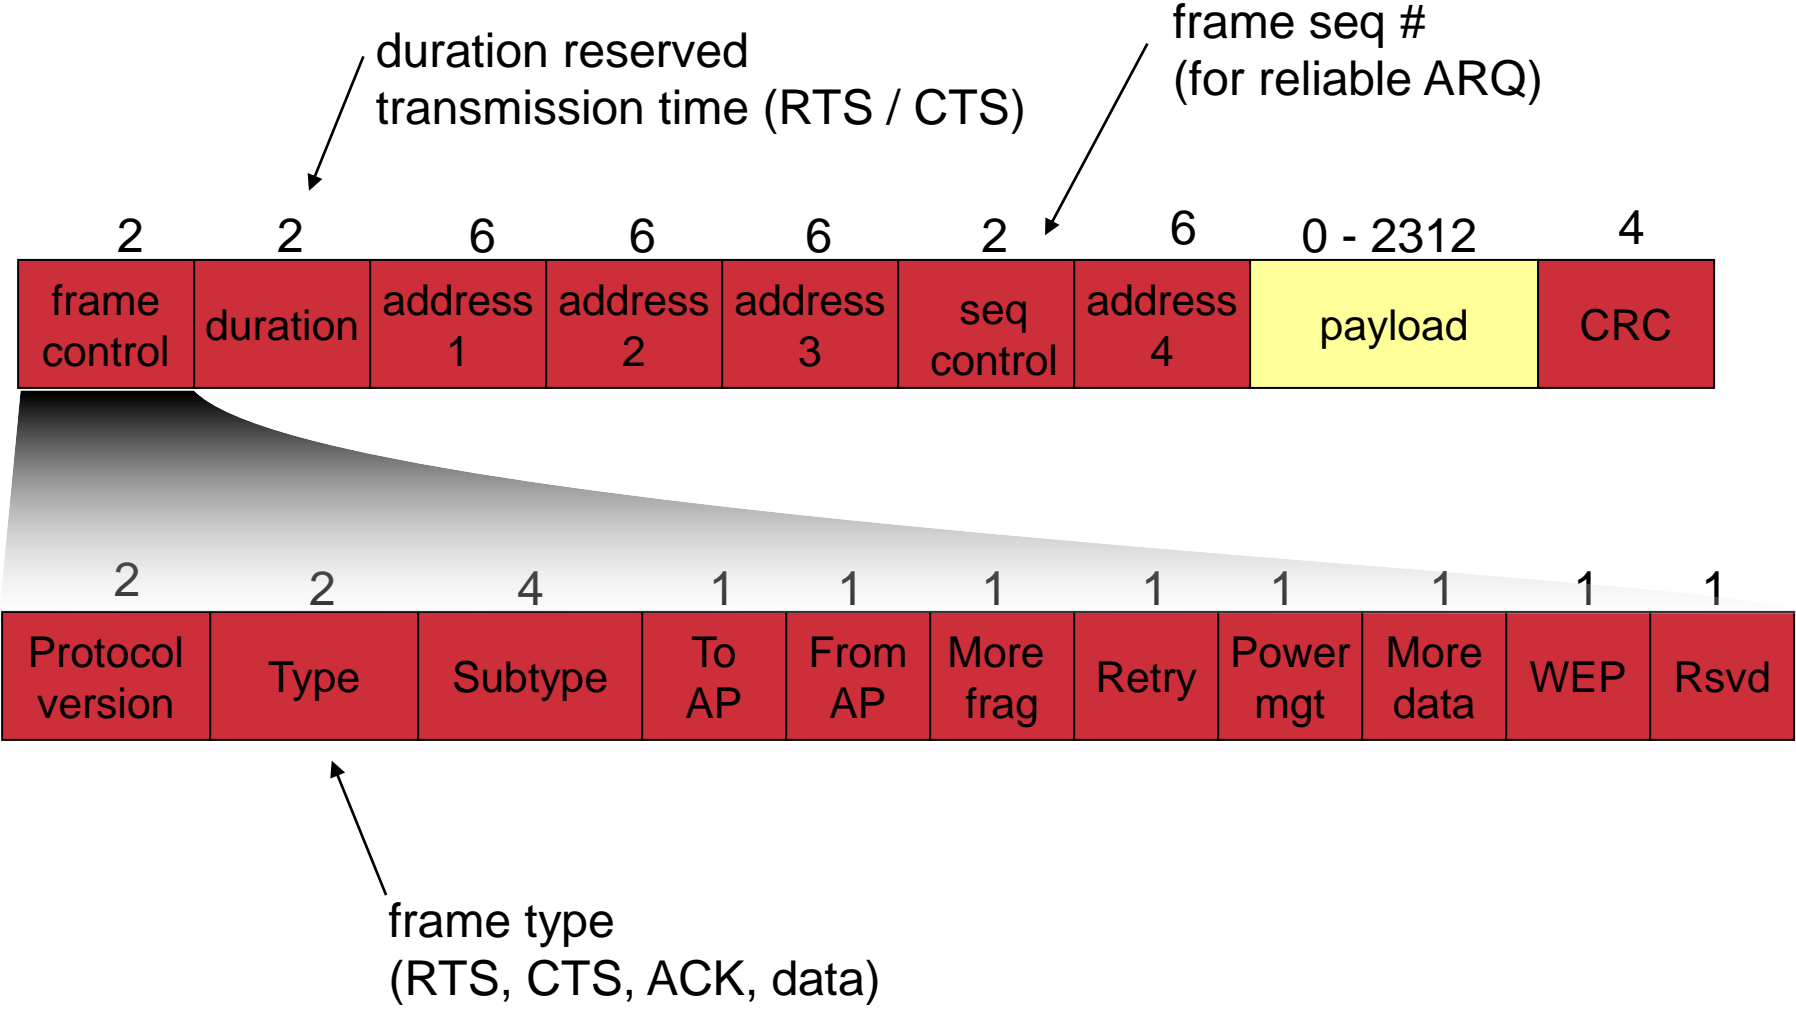 duration reserved
transmission time (RTS / CTS)
frame seq #
(for reliable ARQ)
2 2 6 6 6 2 6 0 - 2312 4
frame control
duration
address 1
address 2
address 3
seq control
address 4
payload
CRC
2 2 4 1 1 1 1 1 1 1 1
Protocol version
Type
Subtype
To AP
From AP
More frag
Retry
Power mgt
More data
WEP
Rsvd
frame type
(RTS, CTS, ACK, data)